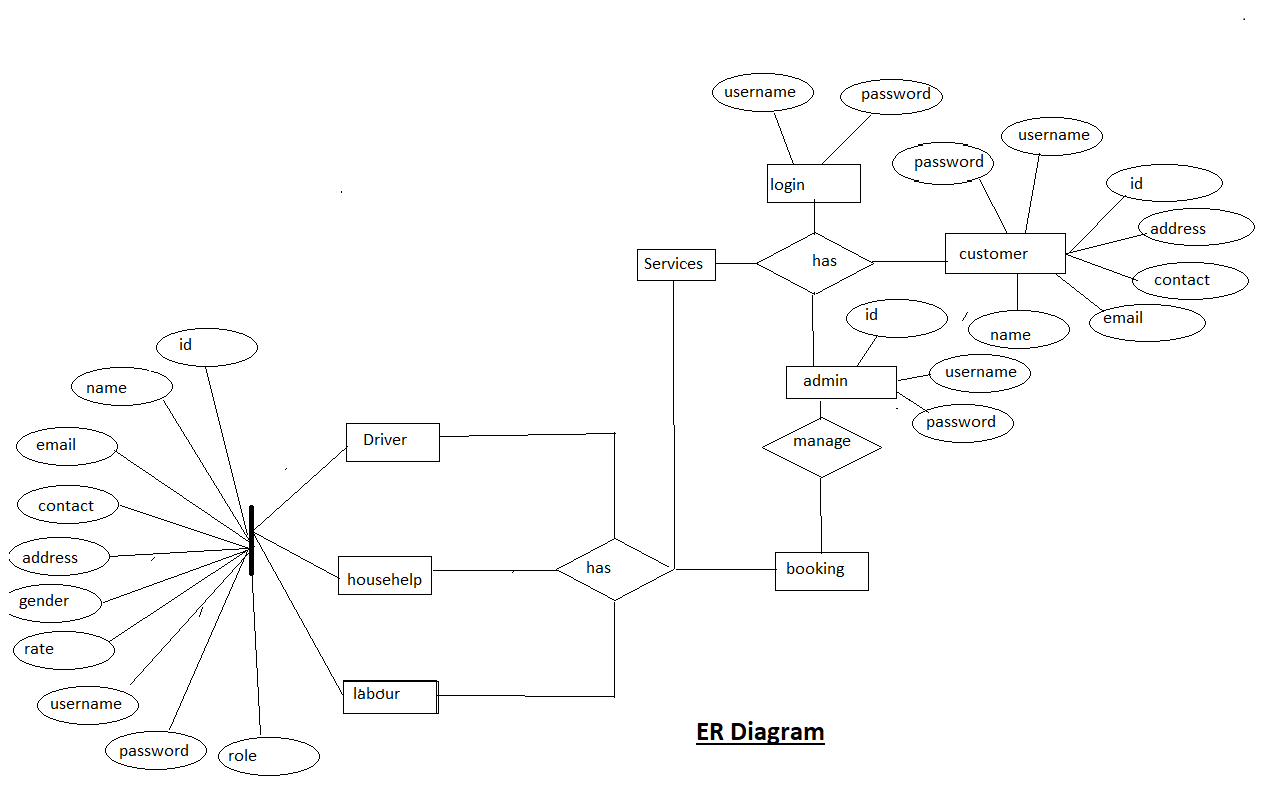 username
password
username
password
login
id
address
customer
Services
has
contact
id
email
name
admin
username
password
manage
id
name
email
contact
address
gender
rate
username
password
role
Driver
househelp
has
booking
labour
ER Diagram